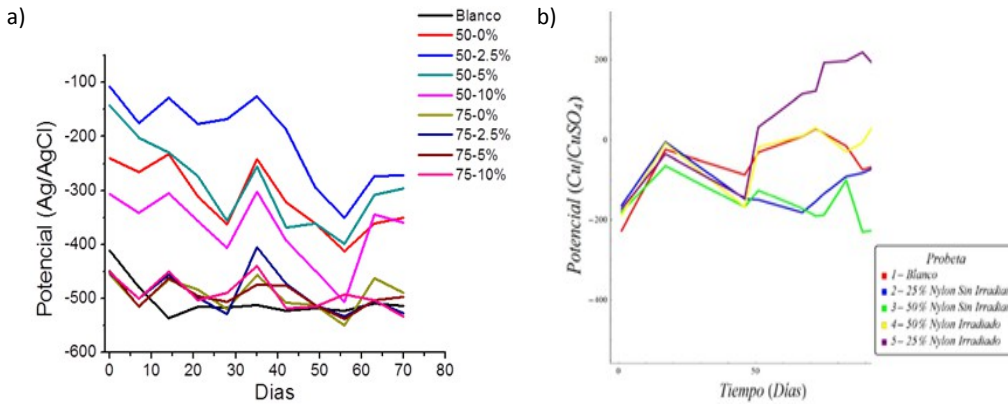 a)
Blanco
50-0%
50-2.5%
50-5%
50-10%
75-0%
75-2.5%
75-5%
75-10%
Potencial (Ag/AgCl)
-100
-200
-300
-400
-500
-600
0 10 20 30 40 50 60 70 80
Dias
b)
Potencial (Cu/CuSO4)
200
0
-200
-400
0 50
Tiempo (Días)
Probeta
1– Blanco
2– 25% Nylon Sin Irradiar
3– 50% Nylon Sin Irradiar
4– 50% Nylon Irradiado
5– 25% Nylon Irradiado